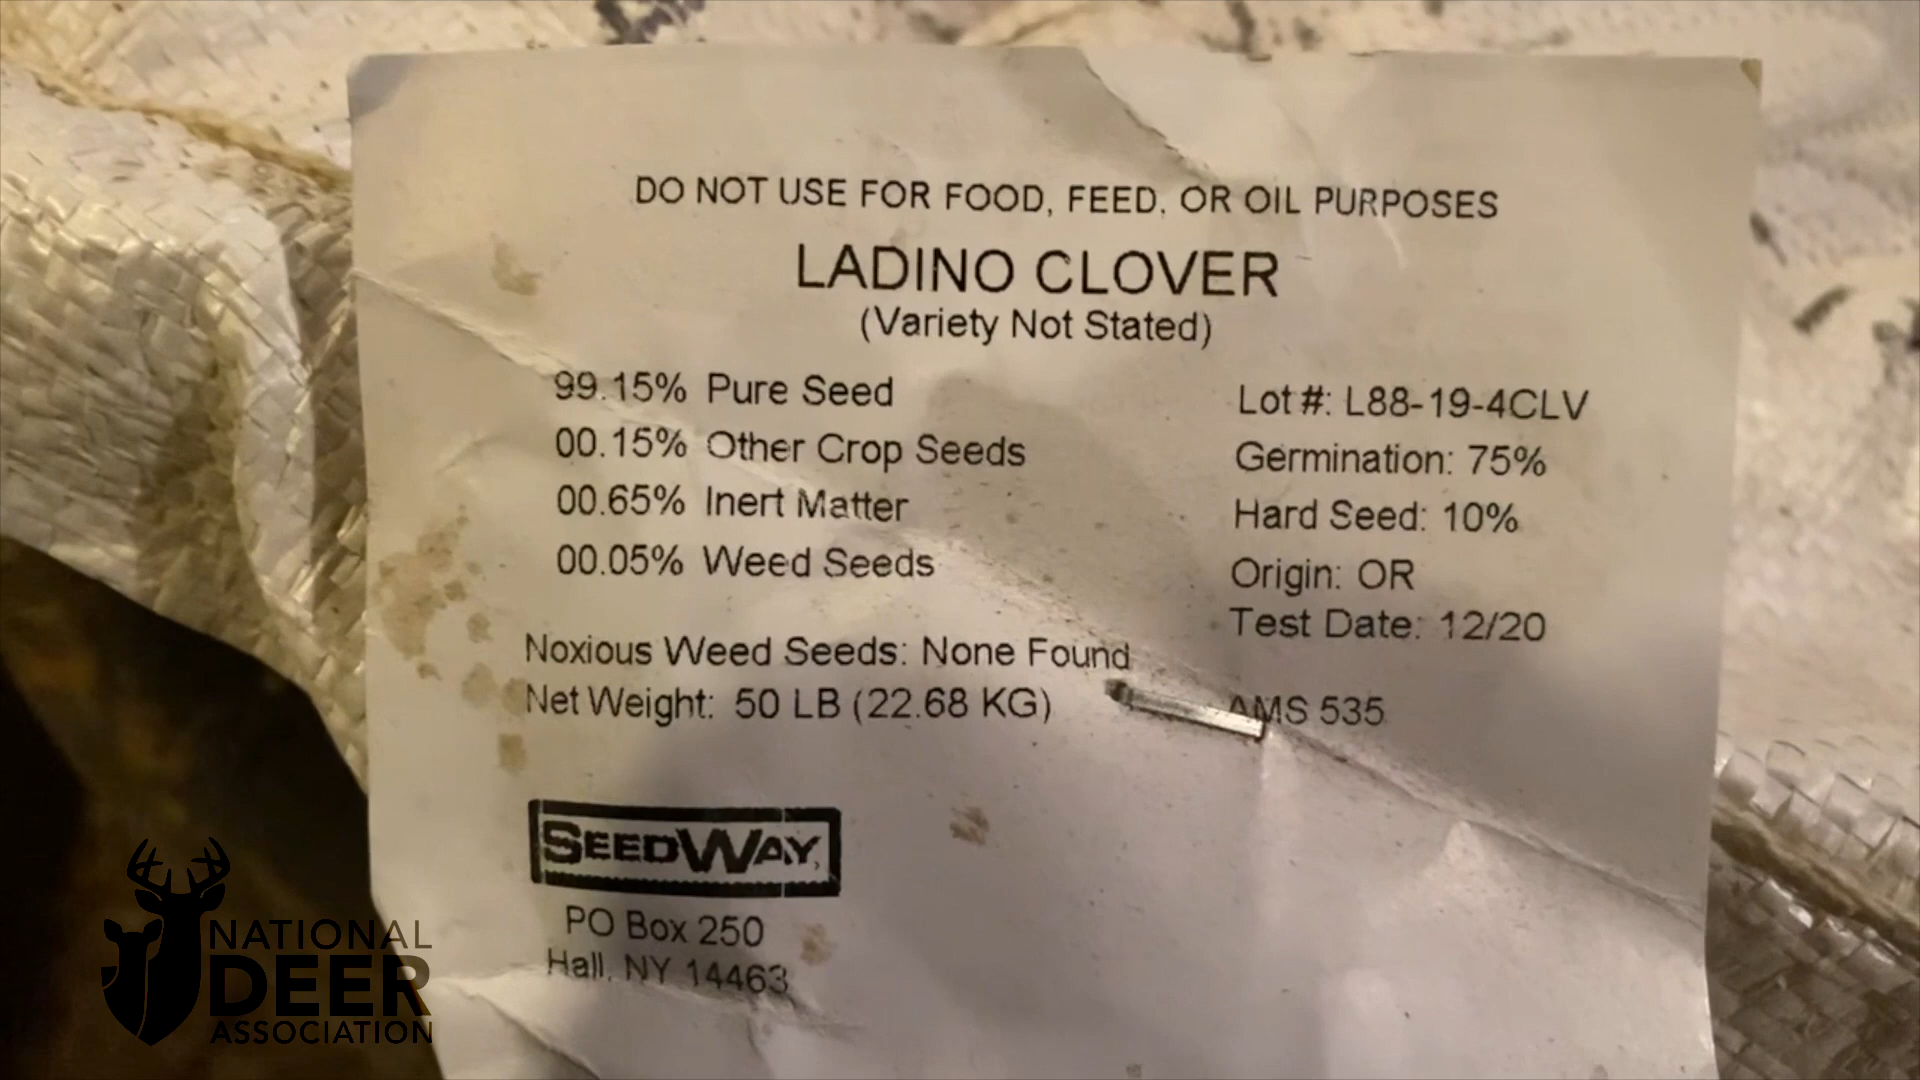 DO NOT USE FOR FOOD, FEED, OR OIL PURPOSES
LADINO CLOVER
(Variety Not Stated)
99.15% Pure Seed
00.15% Other Crop Seeds
00.65% Inert Matter
00.05% Weed Seeds
Noxious Weed Seeds: None Found
Net Weight: 50 LB (22.68 KG)
Lot #: L88-19-4CLV
Germination: 75%
Hard Seed: 10%
Origin: OR
Test Date: 12/20
AMS 535
SEEDWAY
PO Box 250
Hall, NY 14463
NATIONAL
DEER
ASSOCIATION